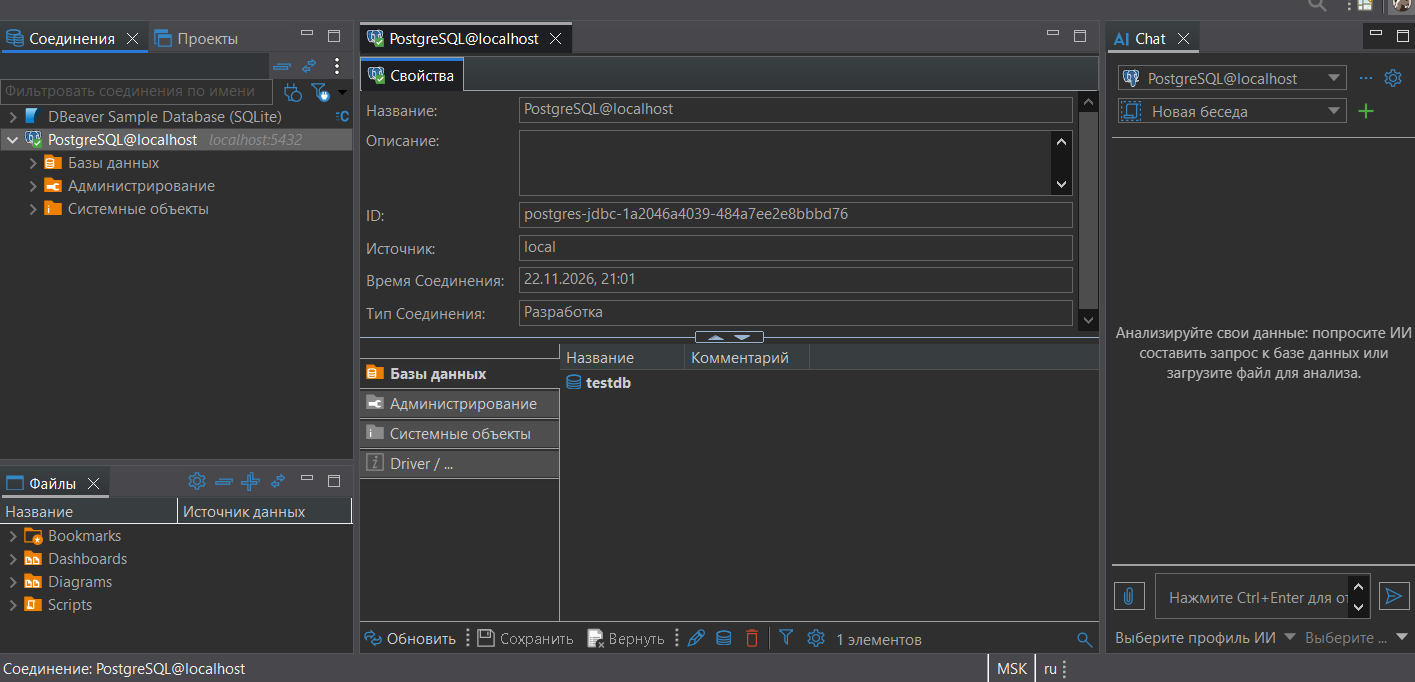 Соединения
Проекты
Фильтровать соединения по имени
DBeaver Sample Database (SQLite)
PostgreSQL@localhost localhost:5432
Базы данных
Администрирование
Системные объекты
Файлы
Название Источник данных
Bookmarks
Dashboards
Diagrams
Scripts
PostgreSQL@localhost
Свойства
Название: PostgreSQL@localhost
Описание:
ID: postgres-jdbc-1a2046a4039-484a7ee2e8bbbd76
Источник: local
Время Соединения: 22.11.2026, 21:01
Тип Соединения: Разработка
Базы данных
Администрирование
Системные объекты
Driver / ...
Название Комментарий
testdb
Обновить Сохранить Вернуть 1 элементов
AI Chat
PostgreSQL@localhost
Новая беседа
Анализируйте свои данные: попросите ИИ
составить запрос к базе данных или
загрузите файл для анализа.
Нажмите Ctrl+Enter для от
Выберите профиль ИИ Выберите ...
Соединение: PostgreSQL@localhost
MSK ru